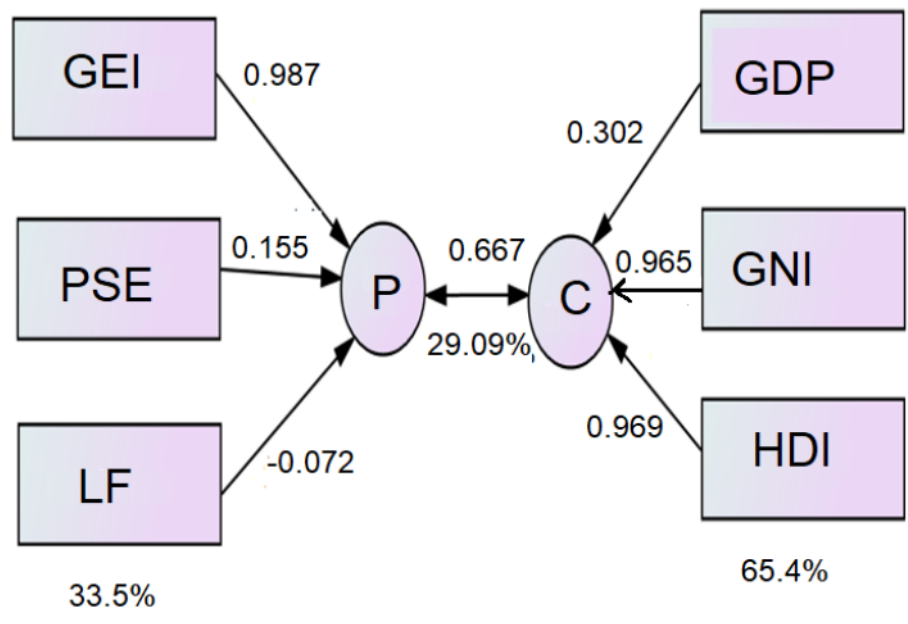 GEI
0.987
GDP
0.302
PSE
0.155
P
0.667
C
0.965
GNI
29.09%,
LF
-0.072
0.969
HDI
33.5%
65.4%